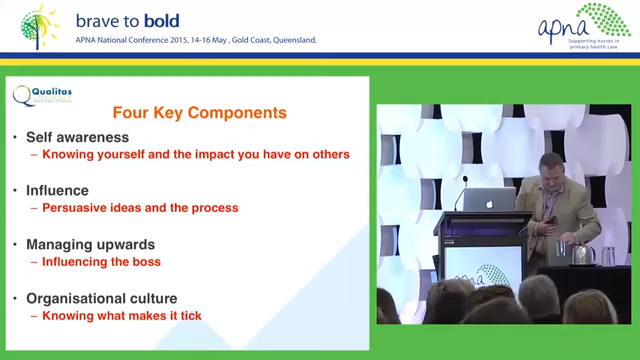 brave to bold
APNA National Conference 2015, 14-16 May, Gold Coast, Queensland.
apna
Supporting nurses in
primary health care
Qualitas
Four Key Components
• Self awareness
– Knowing yourself and the impact you have on others
• Influence
– Persuasive ideas and the process
• Managing upwards
– Influencing the boss
• Organisational culture
– Knowing what makes it tick
apna